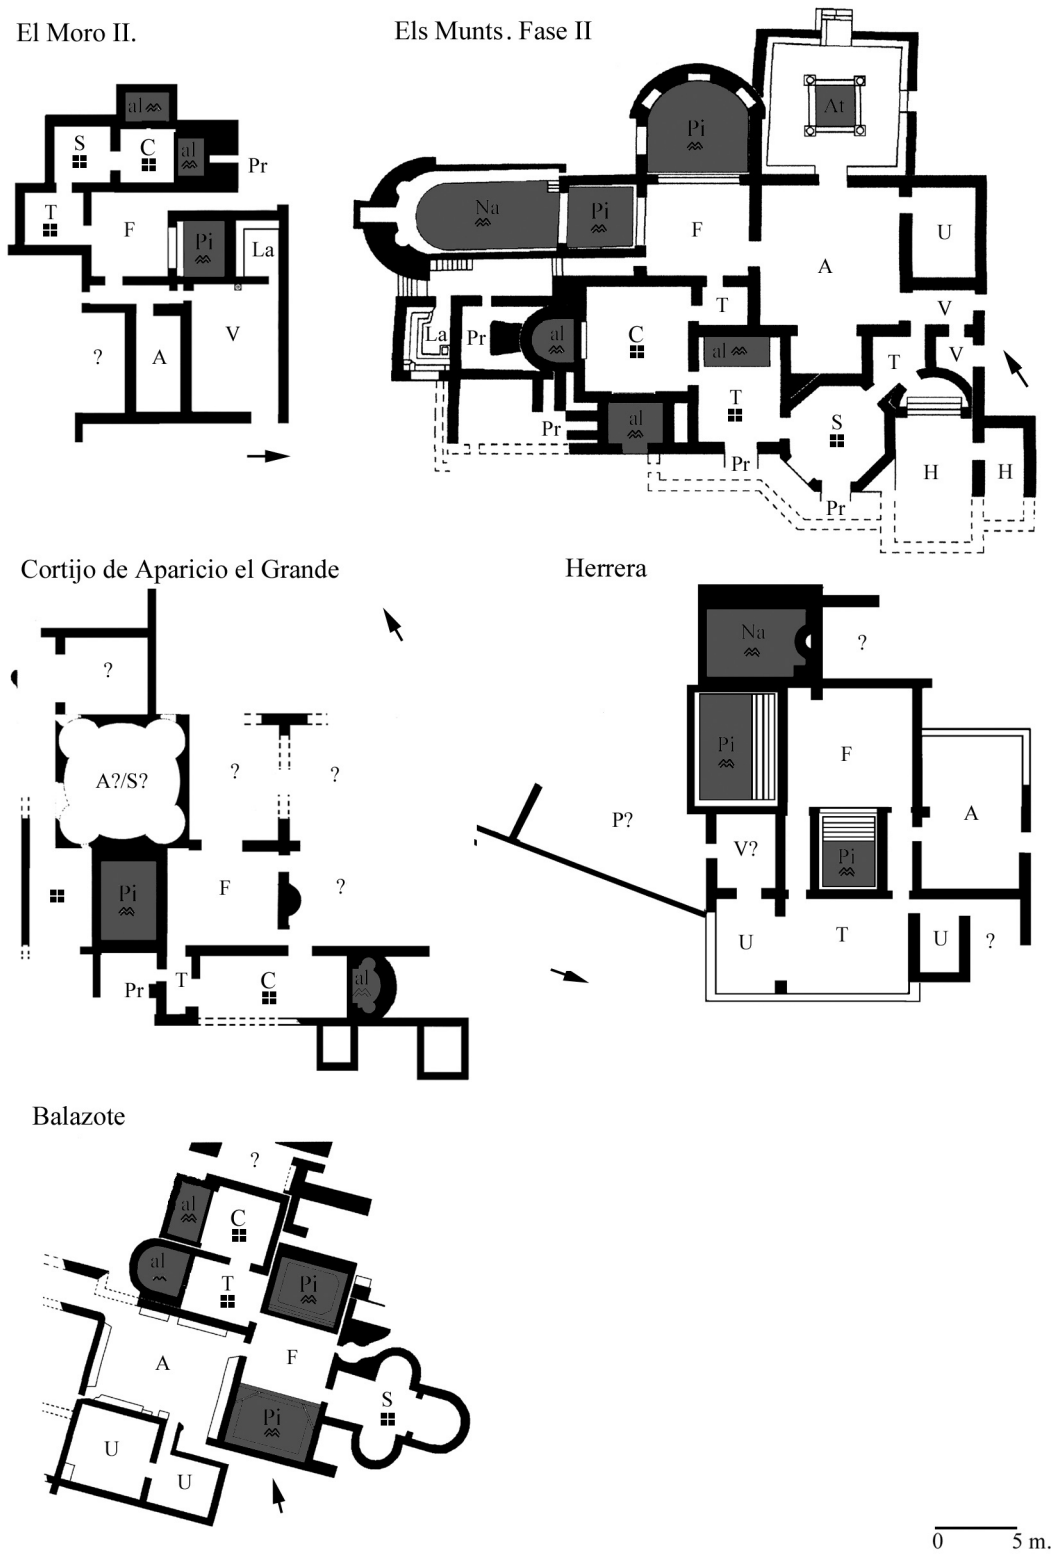 El Moro II.
al
S
C
al
Pr
T
F
Pi
La
?
A
V
Els Munts. Fase II
At
Pi
Na
Pi
F
U
A
V
T
La
Pr
al
C
al
T
V
T
al
Pr
S
Pr
Pr
H
H
Cortijo de Aparicio el Grande
?
A?/S?
?
?
Pi
F
?
Pr
T
C
al
Herrera
Na
?
Pi
F
P?
V?
Pi
A
U
T
U
?
Balazote
?
al
C
al
T
Pi
A
F
S
Pi
U
U
0 5 m.